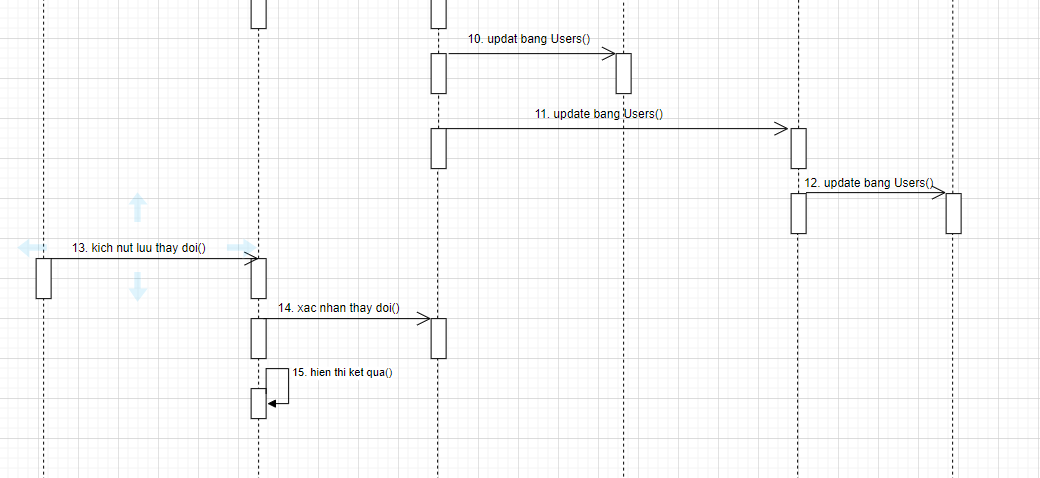 10. updat bang Users()
11. update bang Users()
12. update bang Users()
13. kich nut luu thay doi()
14. xac nhan thay doi()
15. hien thi ket qua()